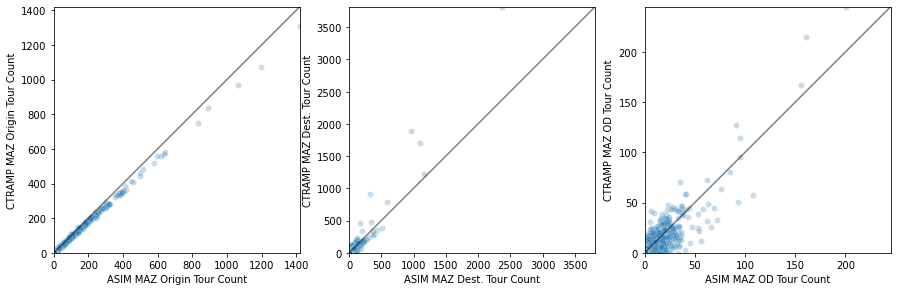 CTRAMP MAZ Origin Tour Count
1400
1200
1000
800
600
400
200
0
0 200 400 600 800 1000 1200 1400
ASIM MAZ Origin Tour Count
CTRAMP MAZ Dest. Tour Count
3500
3000
2500
2000
1500
1000
500
0
0 500 1000 1500 2000 2500 3000 3500
ASIM MAZ Dest. Tour Count
CTRAMP MAZ OD Tour Count
200
150
100
50
0
0 50 100 150 200
ASIM MAZ OD Tour Count